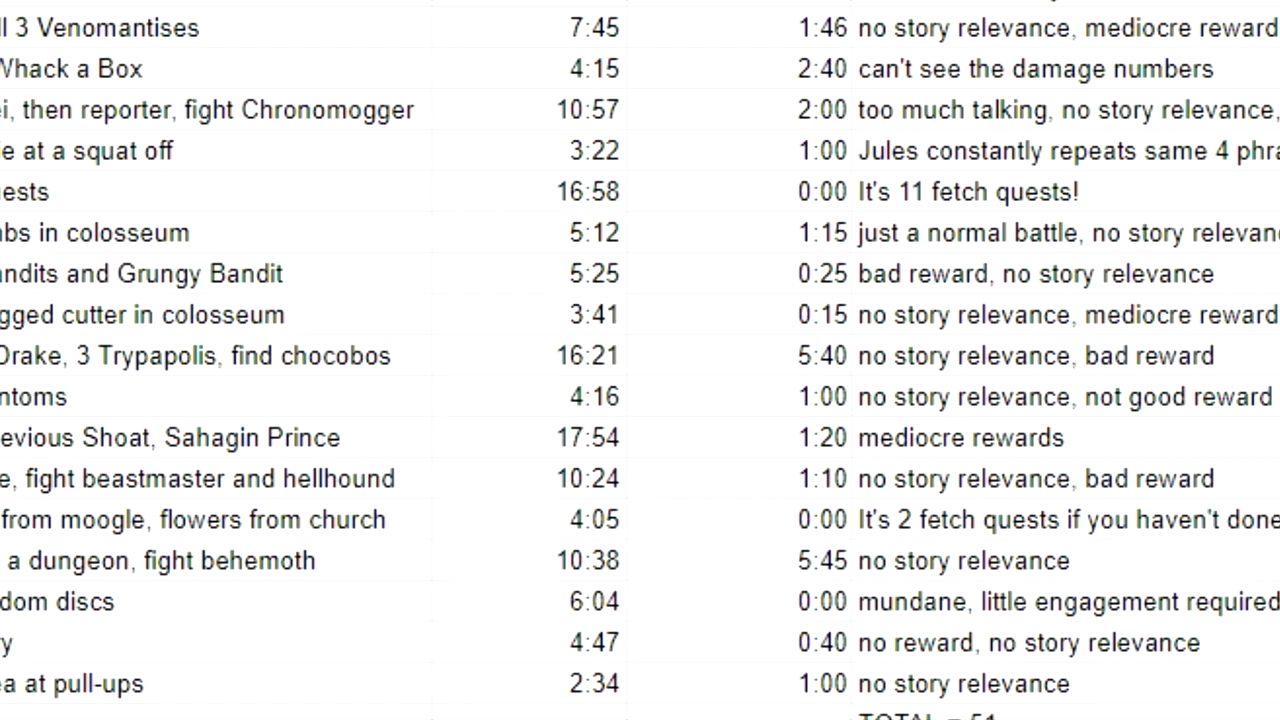 ll 3 Venomantises 7:45 1:46 no story relevance, mediocre reward
Whack a Box 4:15 2:40 can't see the damage numbers
ei, then reporter, fight Chronomogger 10:57 2:00 too much talking, no story relevance,
e at a squat off 3:22 1:00 Jules constantly repeats same 4 phra
ests 16:58 0:00 It's 11 fetch quests!
nbs in colosseum 5:12 1:15 just a normal battle, no story relevanc
andits and Grungy Bandit 5:25 0:25 bad reward, no story relevance
gged cutter in colosseum 3:41 0:15 no story relevance, mediocre reward
Drake, 3 Trypapolis, find chocobos 16:21 5:40 no story relevance, bad reward
ntoms 4:16 1:00 no story relevance, not good reward
evious Shoat, Sahagin Prince 17:54 1:20 mediocre rewards
e, fight beastmaster and hellhound 10:24 1:10 no story relevance, bad reward
from moogle, flowers from church 4:05 0:00 It's 2 fetch quests if you haven't done
a dungeon, fight behemoth 10:38 5:45 no story relevance
dom discs 6:04 0:00 mundane, little engagement required
ry 4:47 0:40 no reward, no story relevance
ea at pull-ups 2:34 1:00 no story relevance
TOTAL = 51